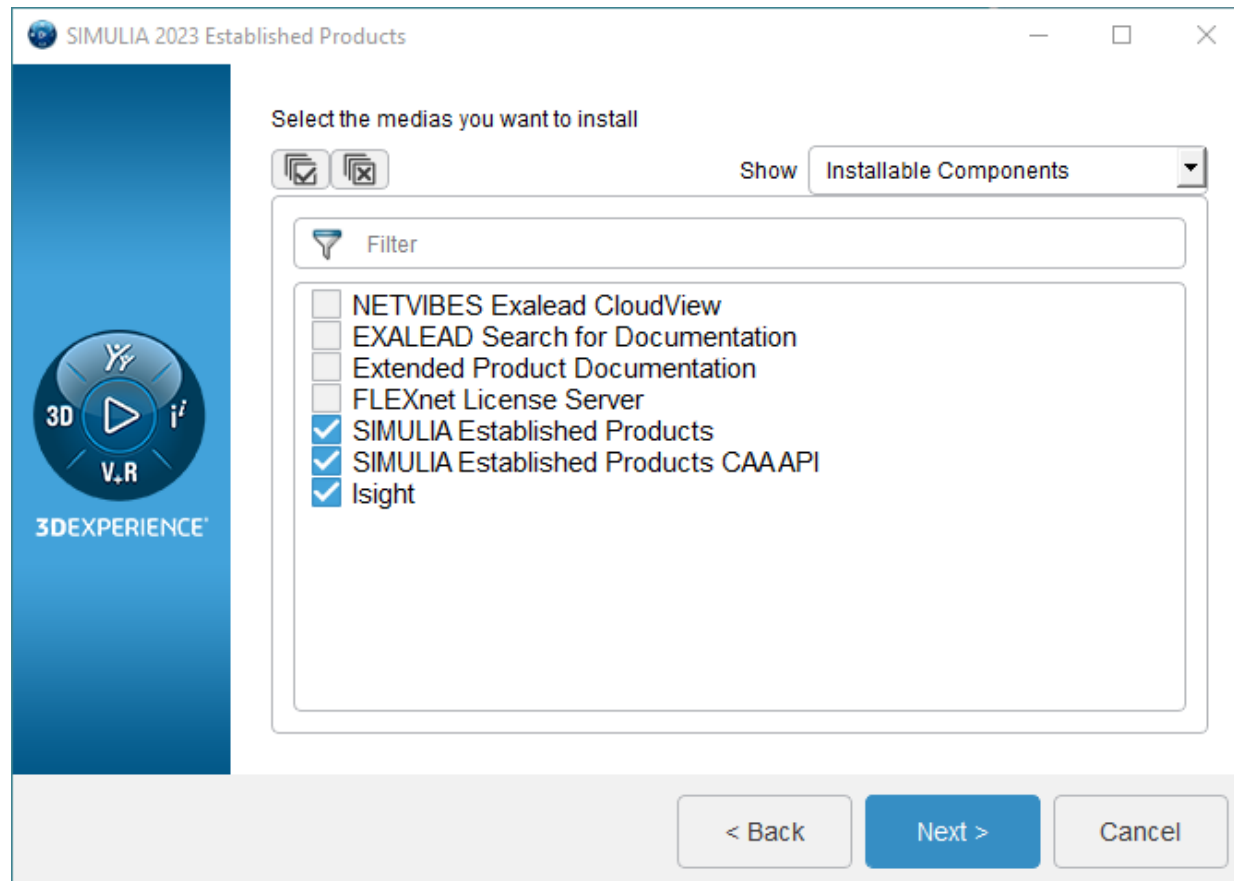 SIMULIA 2023 Established Products
Select the medias you want to install
Show Installable Components
Filter
NETVIBES Exalead CloudView
EXALEAD Search for Documentation
Extended Product Documentation
FLEXnet License Server
SIMULIA Established Products
SIMULIA Established Products CAA API
Isight
3D
i²
V+R
3DEXPERIENCE
< Back Next > Cancel